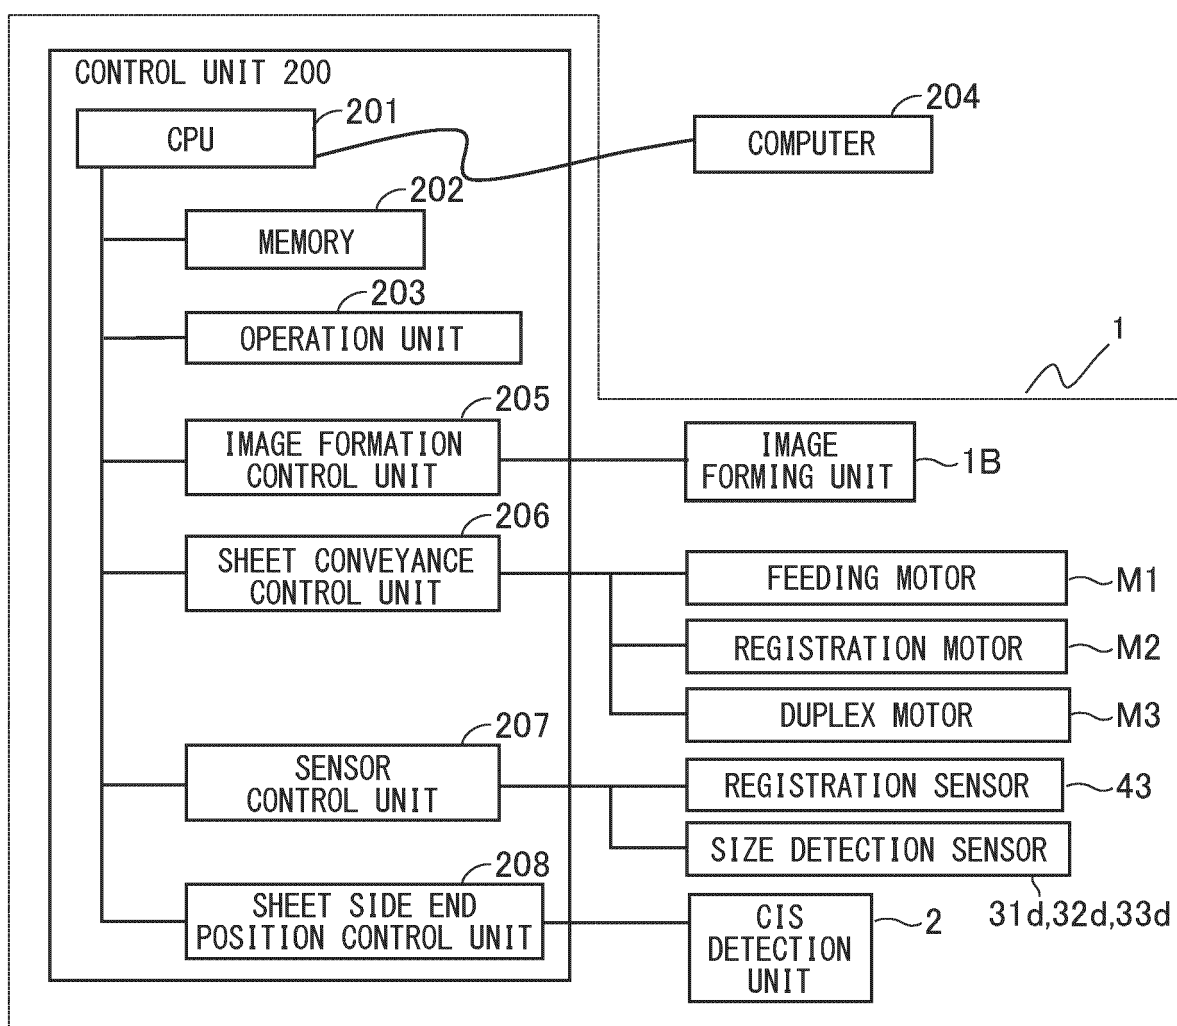 CONTROL UNIT 200
201
CPU
204
COMPUTER
202
MEMORY
203
OPERATION UNIT
1
205
IMAGE FORMATION
CONTROL UNIT
IMAGE
FORMING UNIT
1B
206
SHEET CONVEYANCE
CONTROL UNIT
FEEDING MOTOR
M1
REGISTRATION MOTOR
M2
DUPLEX MOTOR
M3
207
SENSOR
CONTROL UNIT
REGISTRATION SENSOR
43
SIZE DETECTION SENSOR
31d,32d,33d
208
SHEET SIDE END
POSITION CONTROL UNIT
CIS
DETECTION
UNIT
2